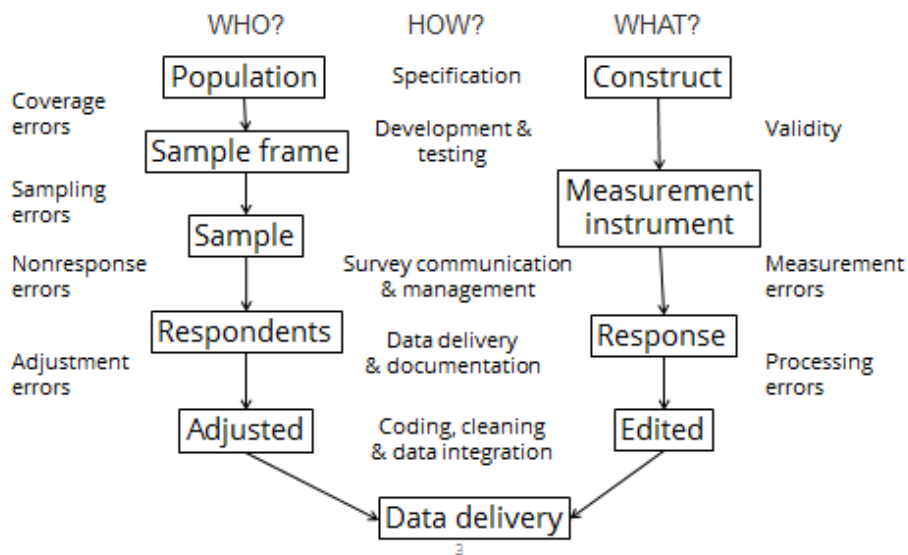 WHO?
HOW?
WHAT?
Population
Specification
Construct
Coverage
errors
Development &
testing
Validity
Sample frame
Sampling
errors
Measurement
instrument
Sample
Nonresponse
errors
Survey communication
& management
Measurement
errors
Respondents
Data delivery
& documentation
Response
Adjustment
errors
Processing
errors
Adjusted
Coding, cleaning
& data integration
Edited
Data delivery
3